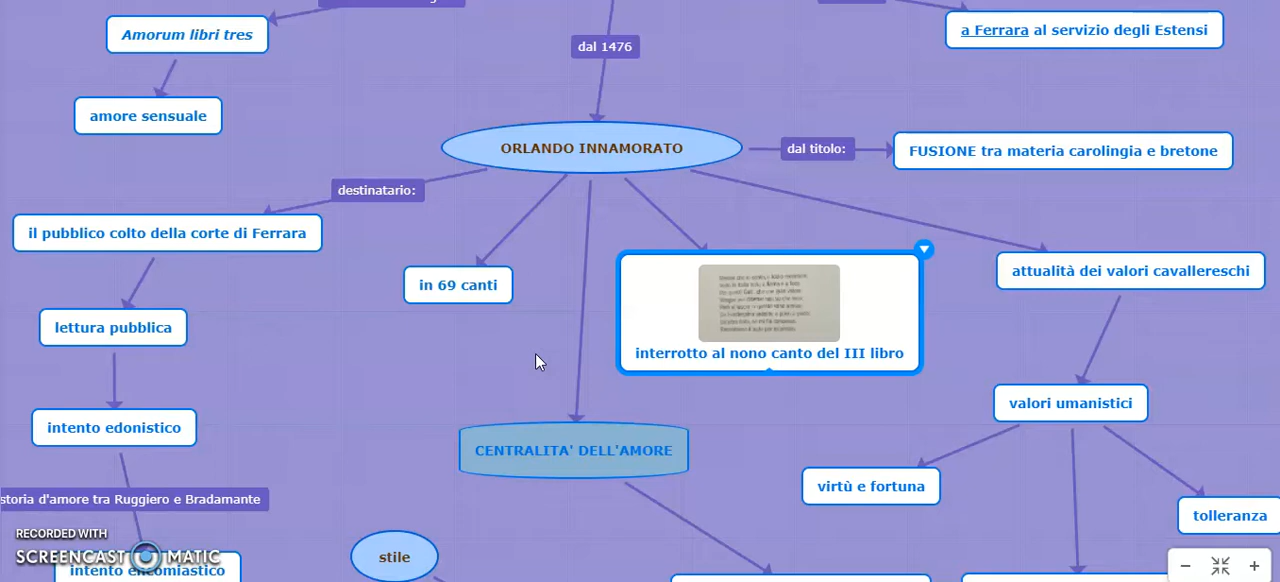 Amorum libri tres
dal 1476
a Ferrara al servizio degli Estensi
amore sensuale
ORLANDO INNAMORATO
dal titolo:
FUSIONE tra materia carolingia e bretone
destinatario:
il pubblico colto della corte di Ferrara
in 69 canti
interrotto al nono canto del III libro
attualità dei valori cavallereschi
lettura pubblica
valori umanistici
intento edonistico
CENTRALITA' DELL'AMORE
virtù e fortuna
storia d'amore tra Ruggiero e Bradamante
tolleranza
RECORDED WITH
SCREENCAST MATIC
stile
intento encomiastico